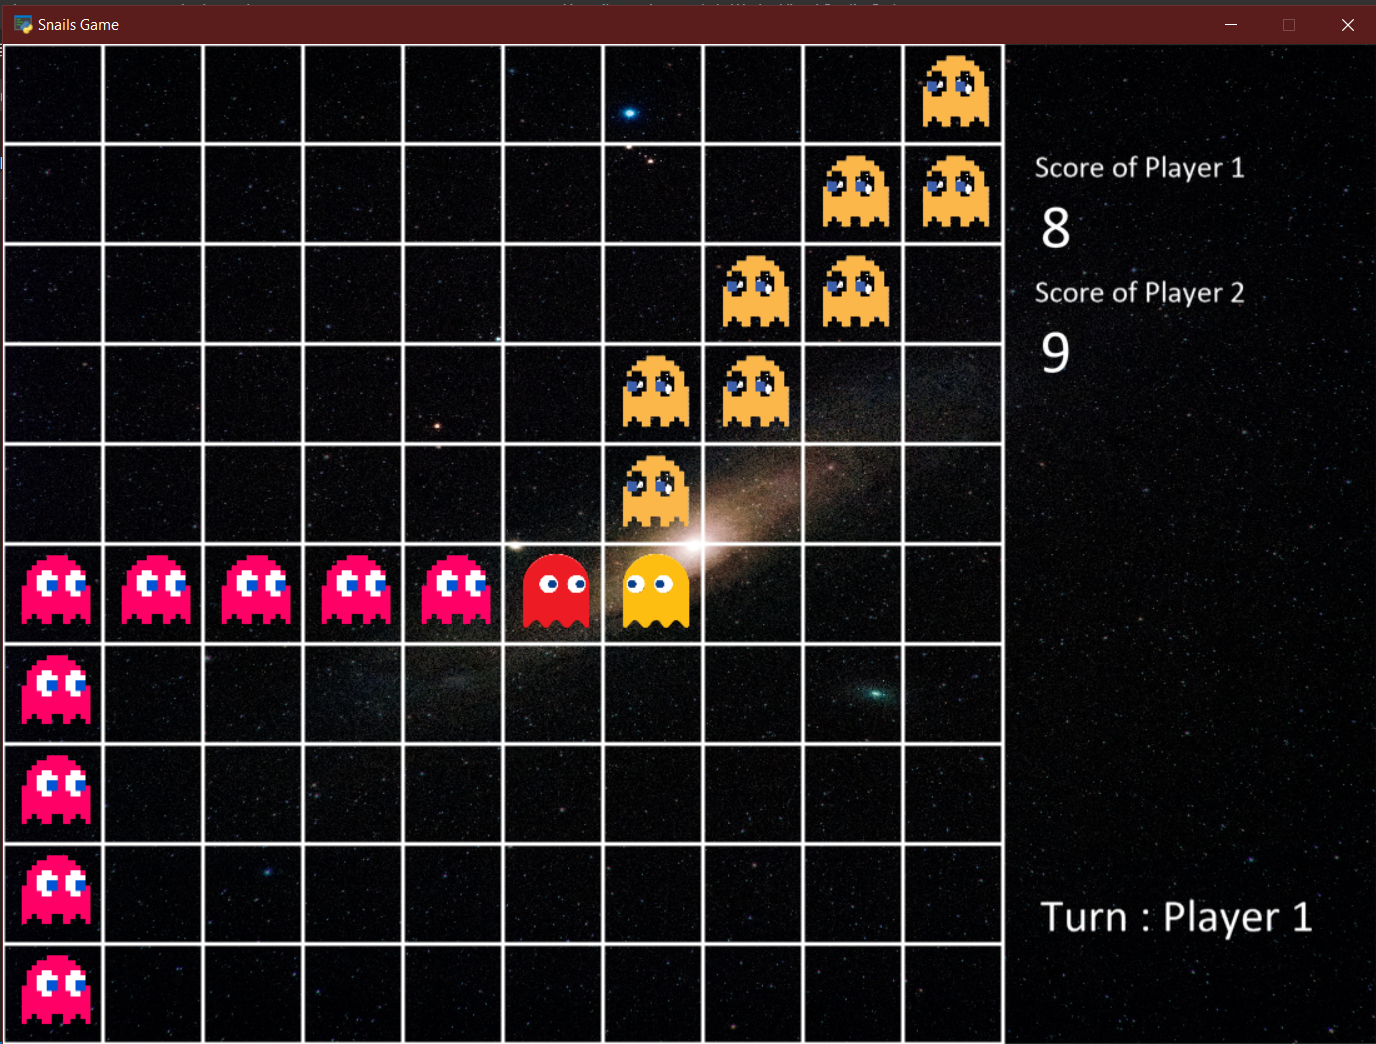 Snails Game
Score of Player 1
8
Score of Player 2
9
Turn : Player 1